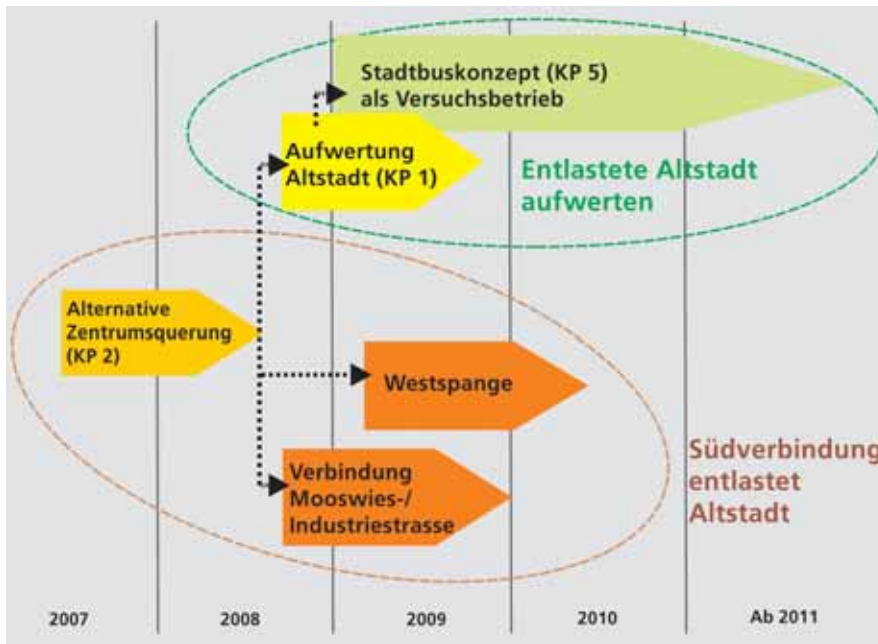 Stadtbuskonzept (KP 5)
als Versuchsbetrieb
Aufwertung
Altstadt (KP 1)
Entlastete Altstadt
aufwerten
Alternative
Zentrumsquerung
(KP 2)
Westspange
Verbindung
Mooswies-/
Industriestrasse
Südverbindung
entlastet
Altstadt
2007
2008
2009
2010
Ab 2011